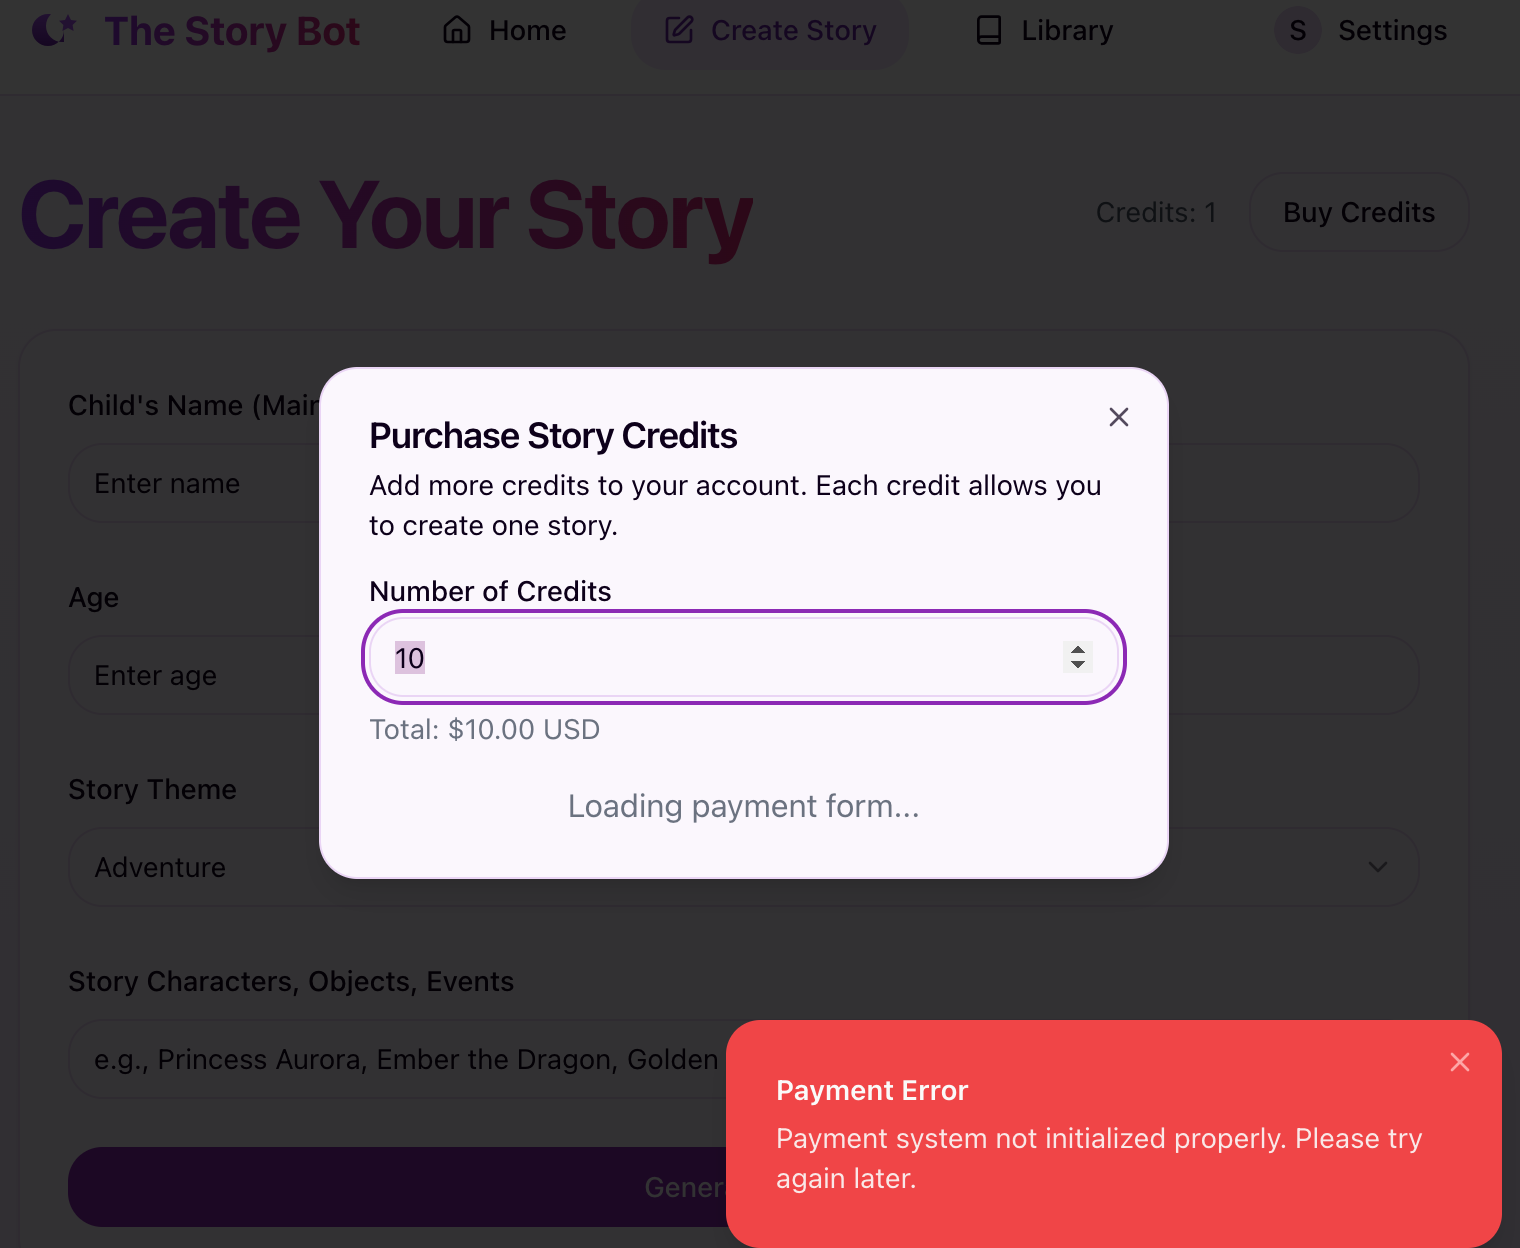 The Story Bot
Home
Create Story
Library
S
Settings
Create Your Story
Credits: 1
Buy Credits
Child's Name (Main
Enter name
Age
Enter age
Story Theme
Adventure
Story Characters, Objects, Events
e.g., Princess Aurora, Ember the Dragon, Golden
Purchase Story Credits
Add more credits to your account. Each credit allows you
to create one story.
Number of Credits
10
Total: $10.00 USD
Loading payment form...
Payment Error
Payment system not initialized properly. Please try
again later.